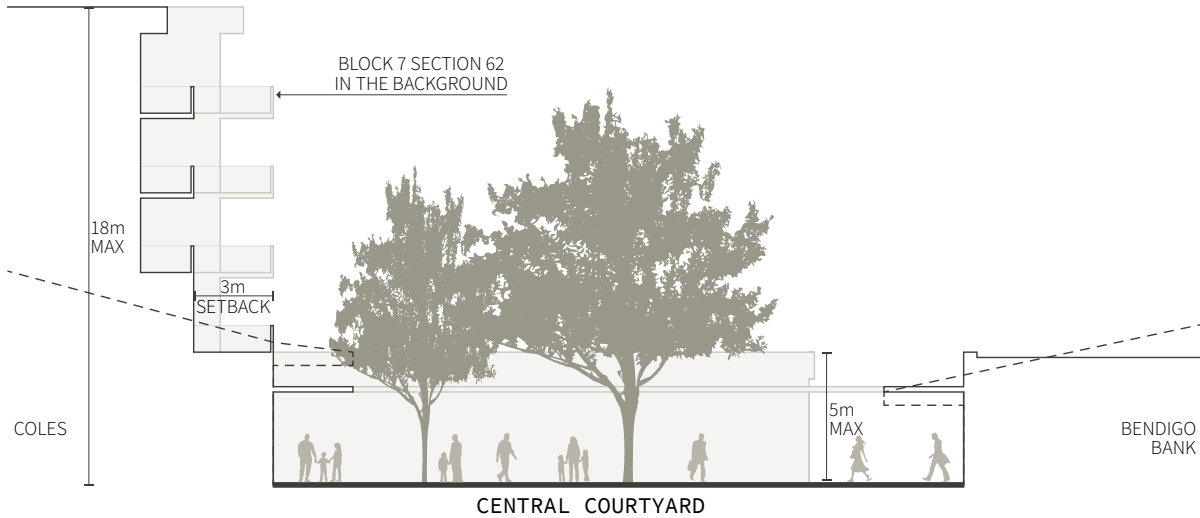 BLOCK 7 SECTION 62
IN THE BACKGROUND
18m
MAX
3m
SETBACK
5m
MAX
COLES
BENDIGO
BANK
CENTRAL COURTYARD